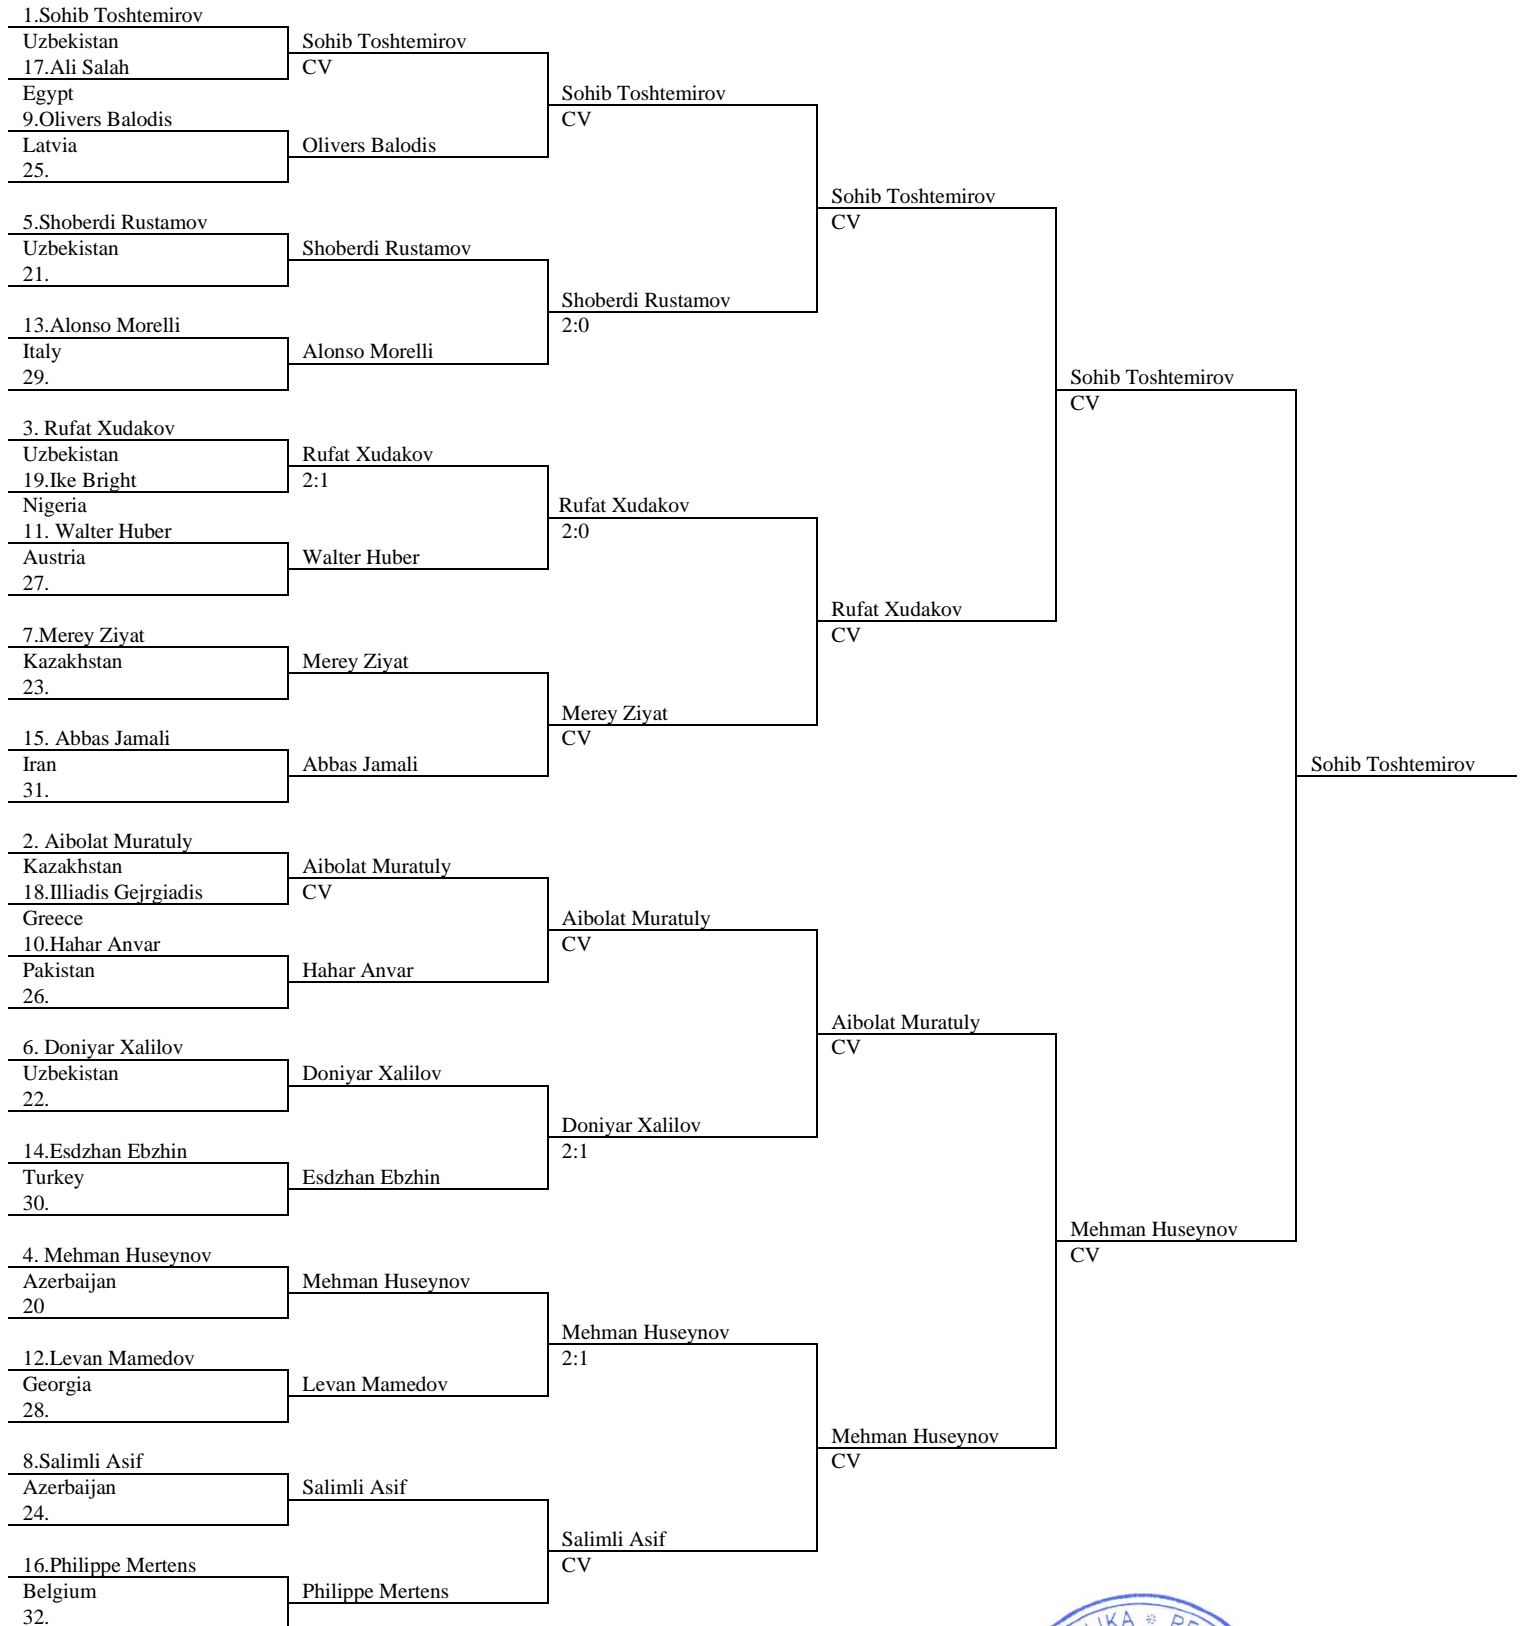 1.Sohib Toshtemirov
Uzbekistan
17.Ali Salah
Egypt
9.Olivers Balodis
Latvia
25.
5.Shoberdi Rustamov
Uzbekistan
21.
13.Alonso Morelli
Italy
29.
3. Rufat Xudakov
Uzbekistan
19.Ike Bright
Nigeria
11. Walter Huber
Austria
27.
7.Merey Ziyat
Kazakhstan
23.
15. Abbas Jamali
Iran
31.
2. Aibolat Muratuly
Kazakhstan
18.Illiadis Gejrgiadis
Greece
10.Hahar Anvar
Pakistan
26.
6. Doniyar Xalilov
Uzbekistan
22.
14.Esdzhan Ebzhin
Turkey
30.
4. Mehman Huseynov
Azerbaijan
20
12.Levan Mamedov
Georgia
28.
8.Salimli Asif
Azerbaijan
24.
16.Philippe Mertens
Belgium
32.
Sohib Toshtemirov
CV
Olivers Balodis
Shoberdi Rustamov
Alonso Morelli
Rufat Xudakov
2:1
Walter Huber
Merey Ziyat
Abbas Jamali
Aibolat Muratuly
CV
Hahar Anvar
Doniyar Xalilov
Esdzhan Ebzhin
Mehman Huseynov
Levan Mamedov
Salimli Asif
Philippe Mertens
Sohib Toshtemirov
CV
Shoberdi Rustamov
2:0
Rufat Xudakov
2:0
Merey Ziyat
CV
Aibolat Muratuly
CV
Doniyar Xalilov
2:1
Mehman Huseynov
2:1
Salimli Asif
CV
Sohib Toshtemirov
CV
Rufat Xudakov
CV
Aibolat Muratuly
CV
Mehman Huseynov
CV
Sohib Toshtemirov
CV
Mehman Huseynov
CV
Sohib Toshtemirov